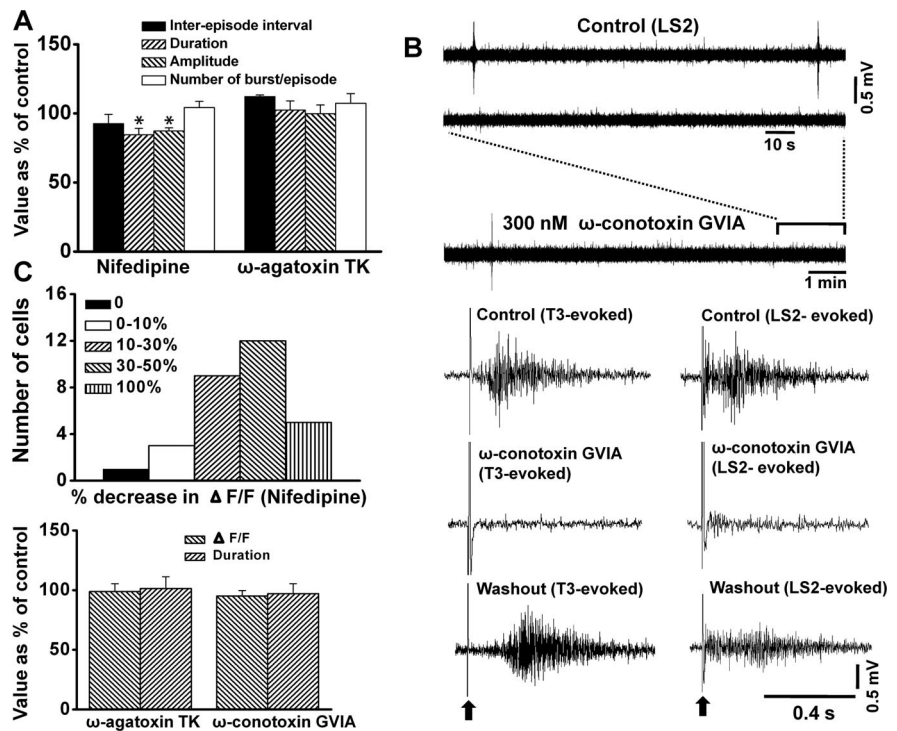 A
Inter-episode interval
Duration
Amplitude
Number of burst/episode
Value as % of control
150
100
50
0
* *
Nifedipine
ω-agatoxin TK
B
Control (LS2)
0.5 mV
10 s
300 nM ω-conotoxin GVIA
1 min
Control (T3-evoked)
Control (LS2- evoked)
ω-conotoxin GVIA
(T3-evoked)
ω-conotoxin GVIA
(LS2- evoked)
Washout (T3-evoked)
Washout (LS2-evoked)
0.5 mV
0.4 s
C
Number of cells
16
12
8
4
0
0
0-10%
10-30%
30-50%
100%
% decrease in Δ F/F (Nifedipine)
Value as % of control
150
100
50
0
Δ F/F
Duration
ω-agatoxin TK
ω-conotoxin GVIA